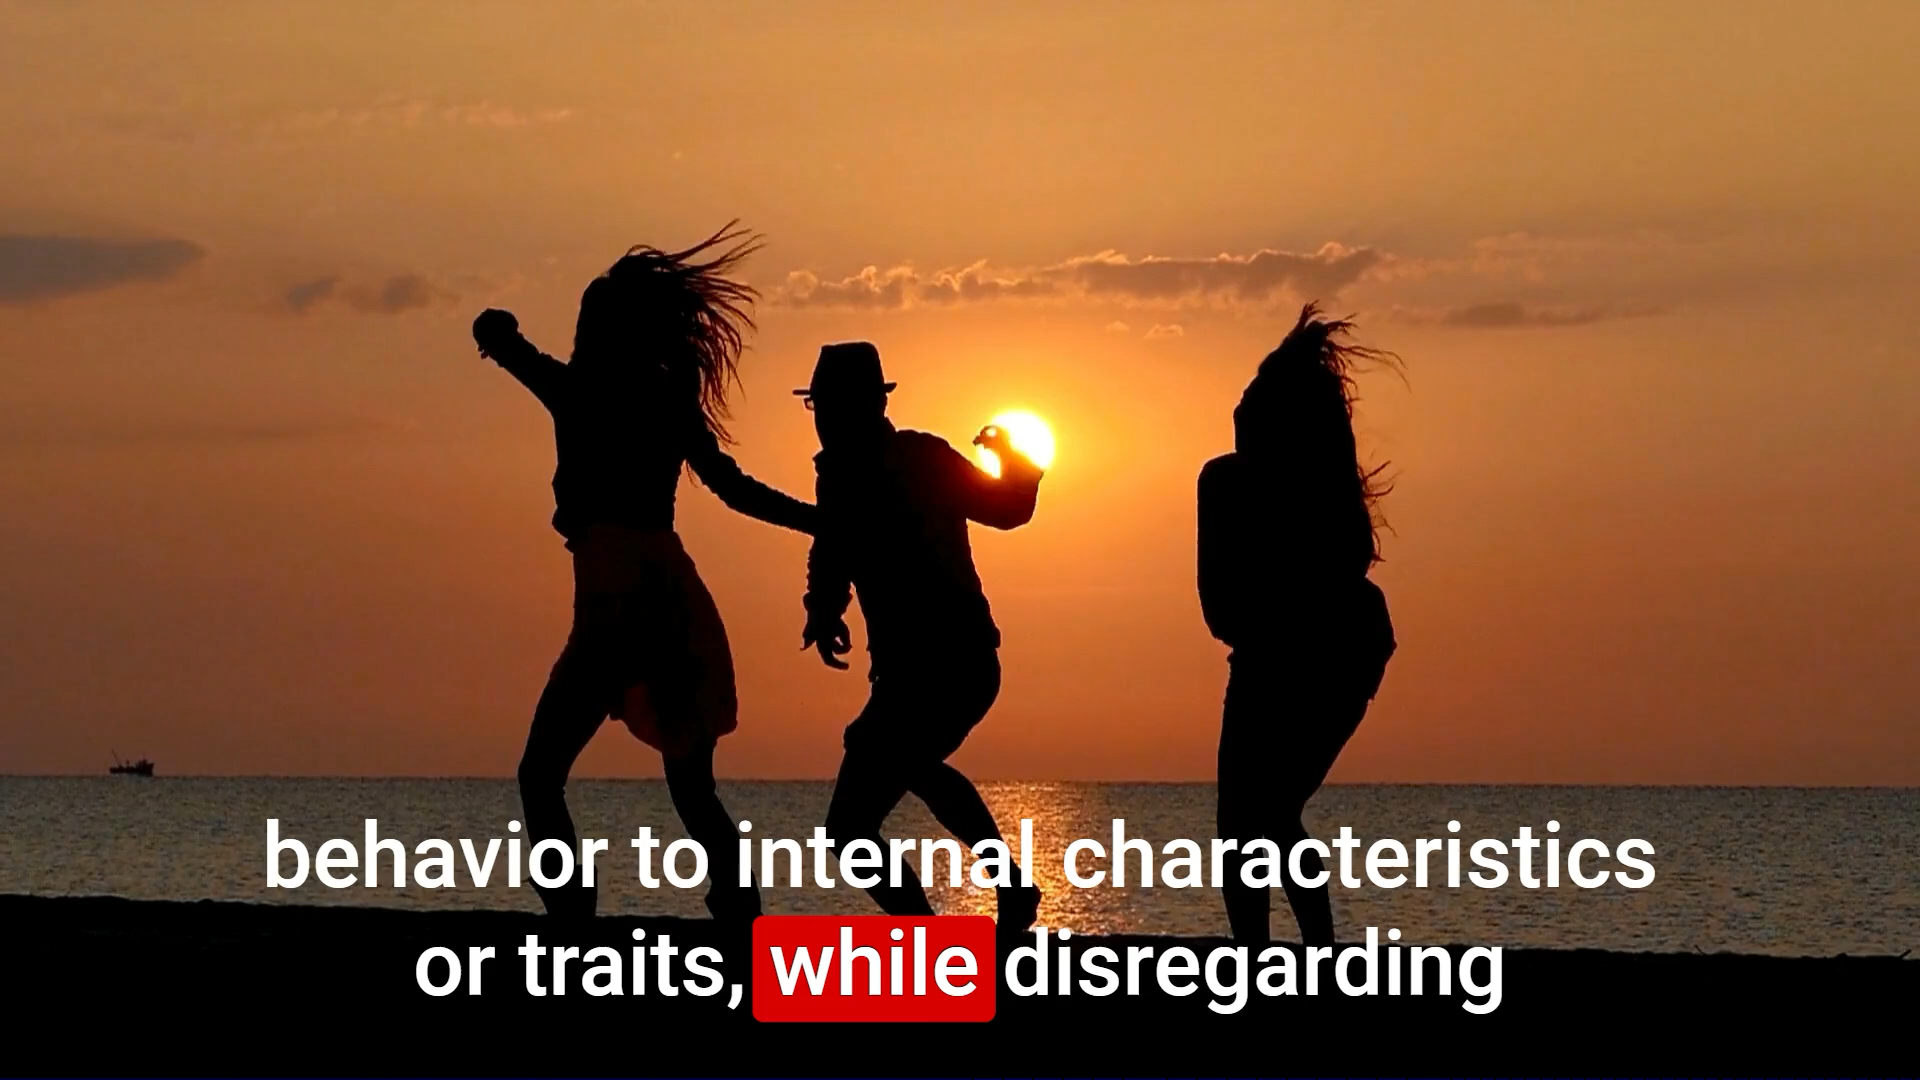 behavior to internal characteristics
or traits, while disregarding